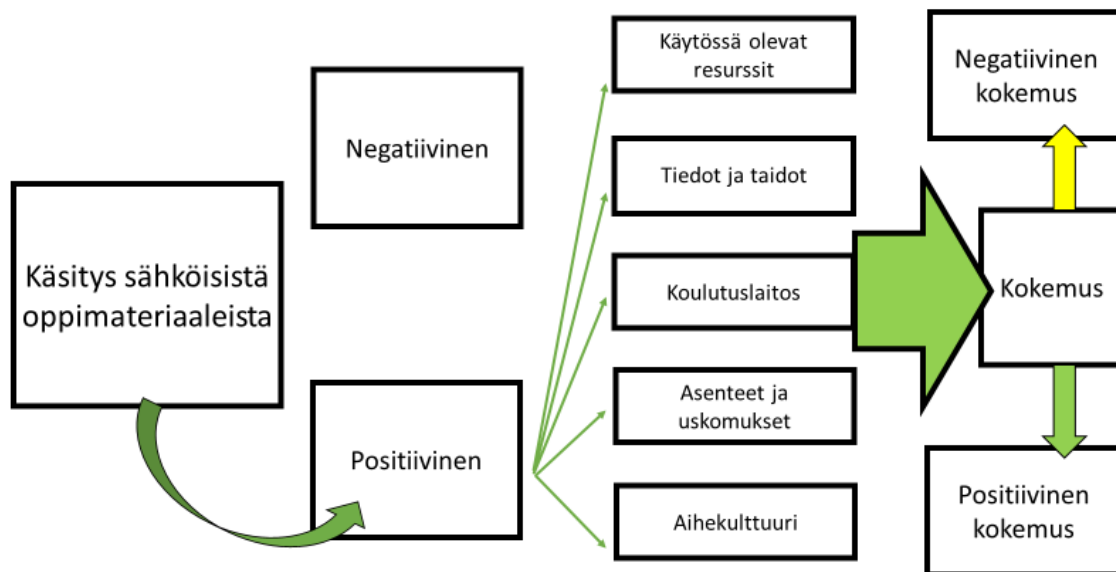 Käsitys sähköisistä
oppimateriaaleista
Negatiivinen
Positiivinen
Käytössä olevat
resurssit
Tiedot ja taidot
Koulutuslaitos
Asenteet ja
uskomukset
Aihekulttuuri
Negatiivinen
kokemus
Kokemus
Positiivinen
kokemus